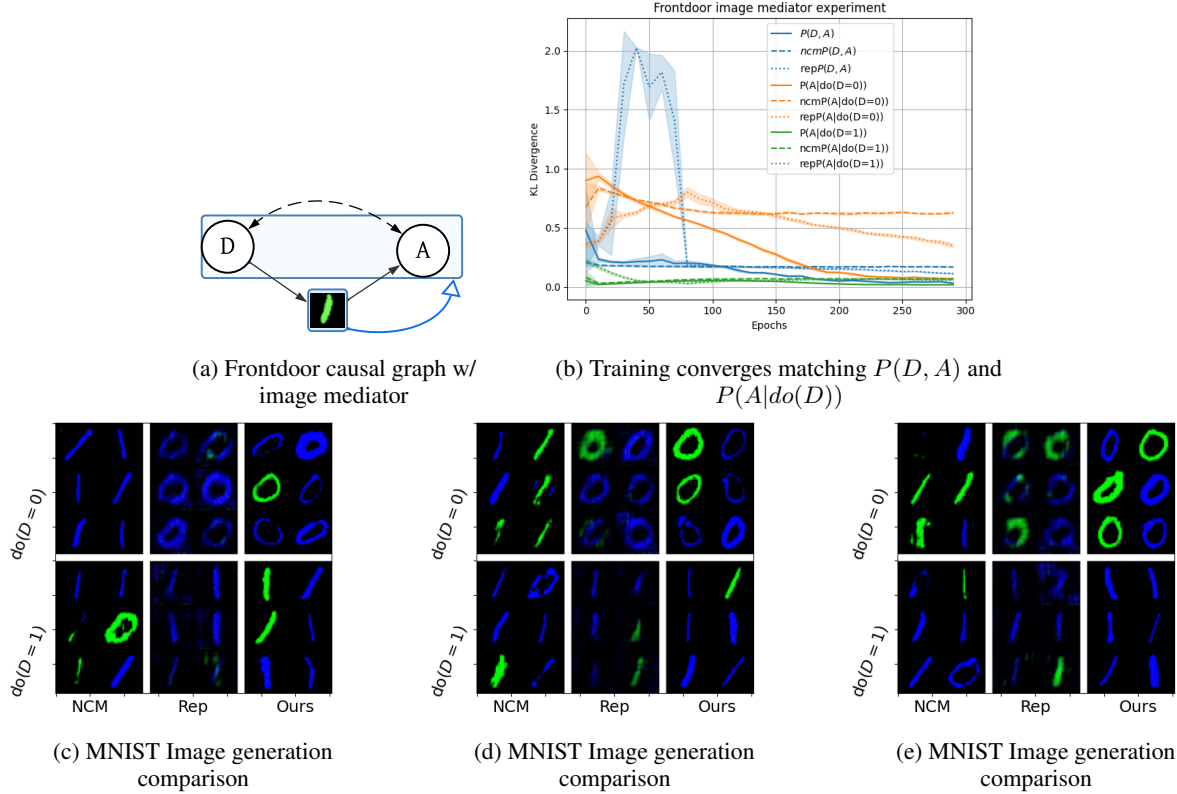 D
A
(a) Frontdoor causal graph w/
image mediator
Frontdoor image mediator experiment
KL Divergence
2.0
1.5
1.0
0.5
0.0
0
50
100
150
200
250
300
Epochs
P(D, A)
ncmP(D, A)
repP(D, A)
P(A|do(D=0))
ncmP(A|do(D=0))
repP(A|do(D=0))
P(A|do(D=1))
ncmP(A|do(D=1))
repP(A|do(D=1))
(b) Training converges matching P(D, A) and
P(A|do(D))
do(D = 0)
do(D = 1)
NCM Rep Ours
(c) MNIST Image generation
comparison
do(D = 0)
do(D = 1)
NCM Rep Ours
(d) MNIST Image generation
comparison
do(D = 0)
do(D = 1)
NCM Rep Ours
(e) MNIST Image generation
comparison